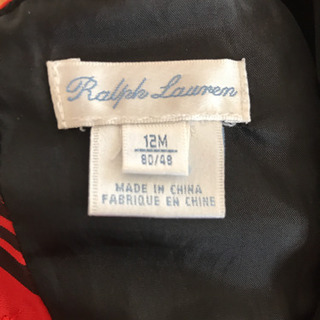 Ralph Lauren
12M
80/48
MADE IN CHINA
FABRIQUE EN CHINE